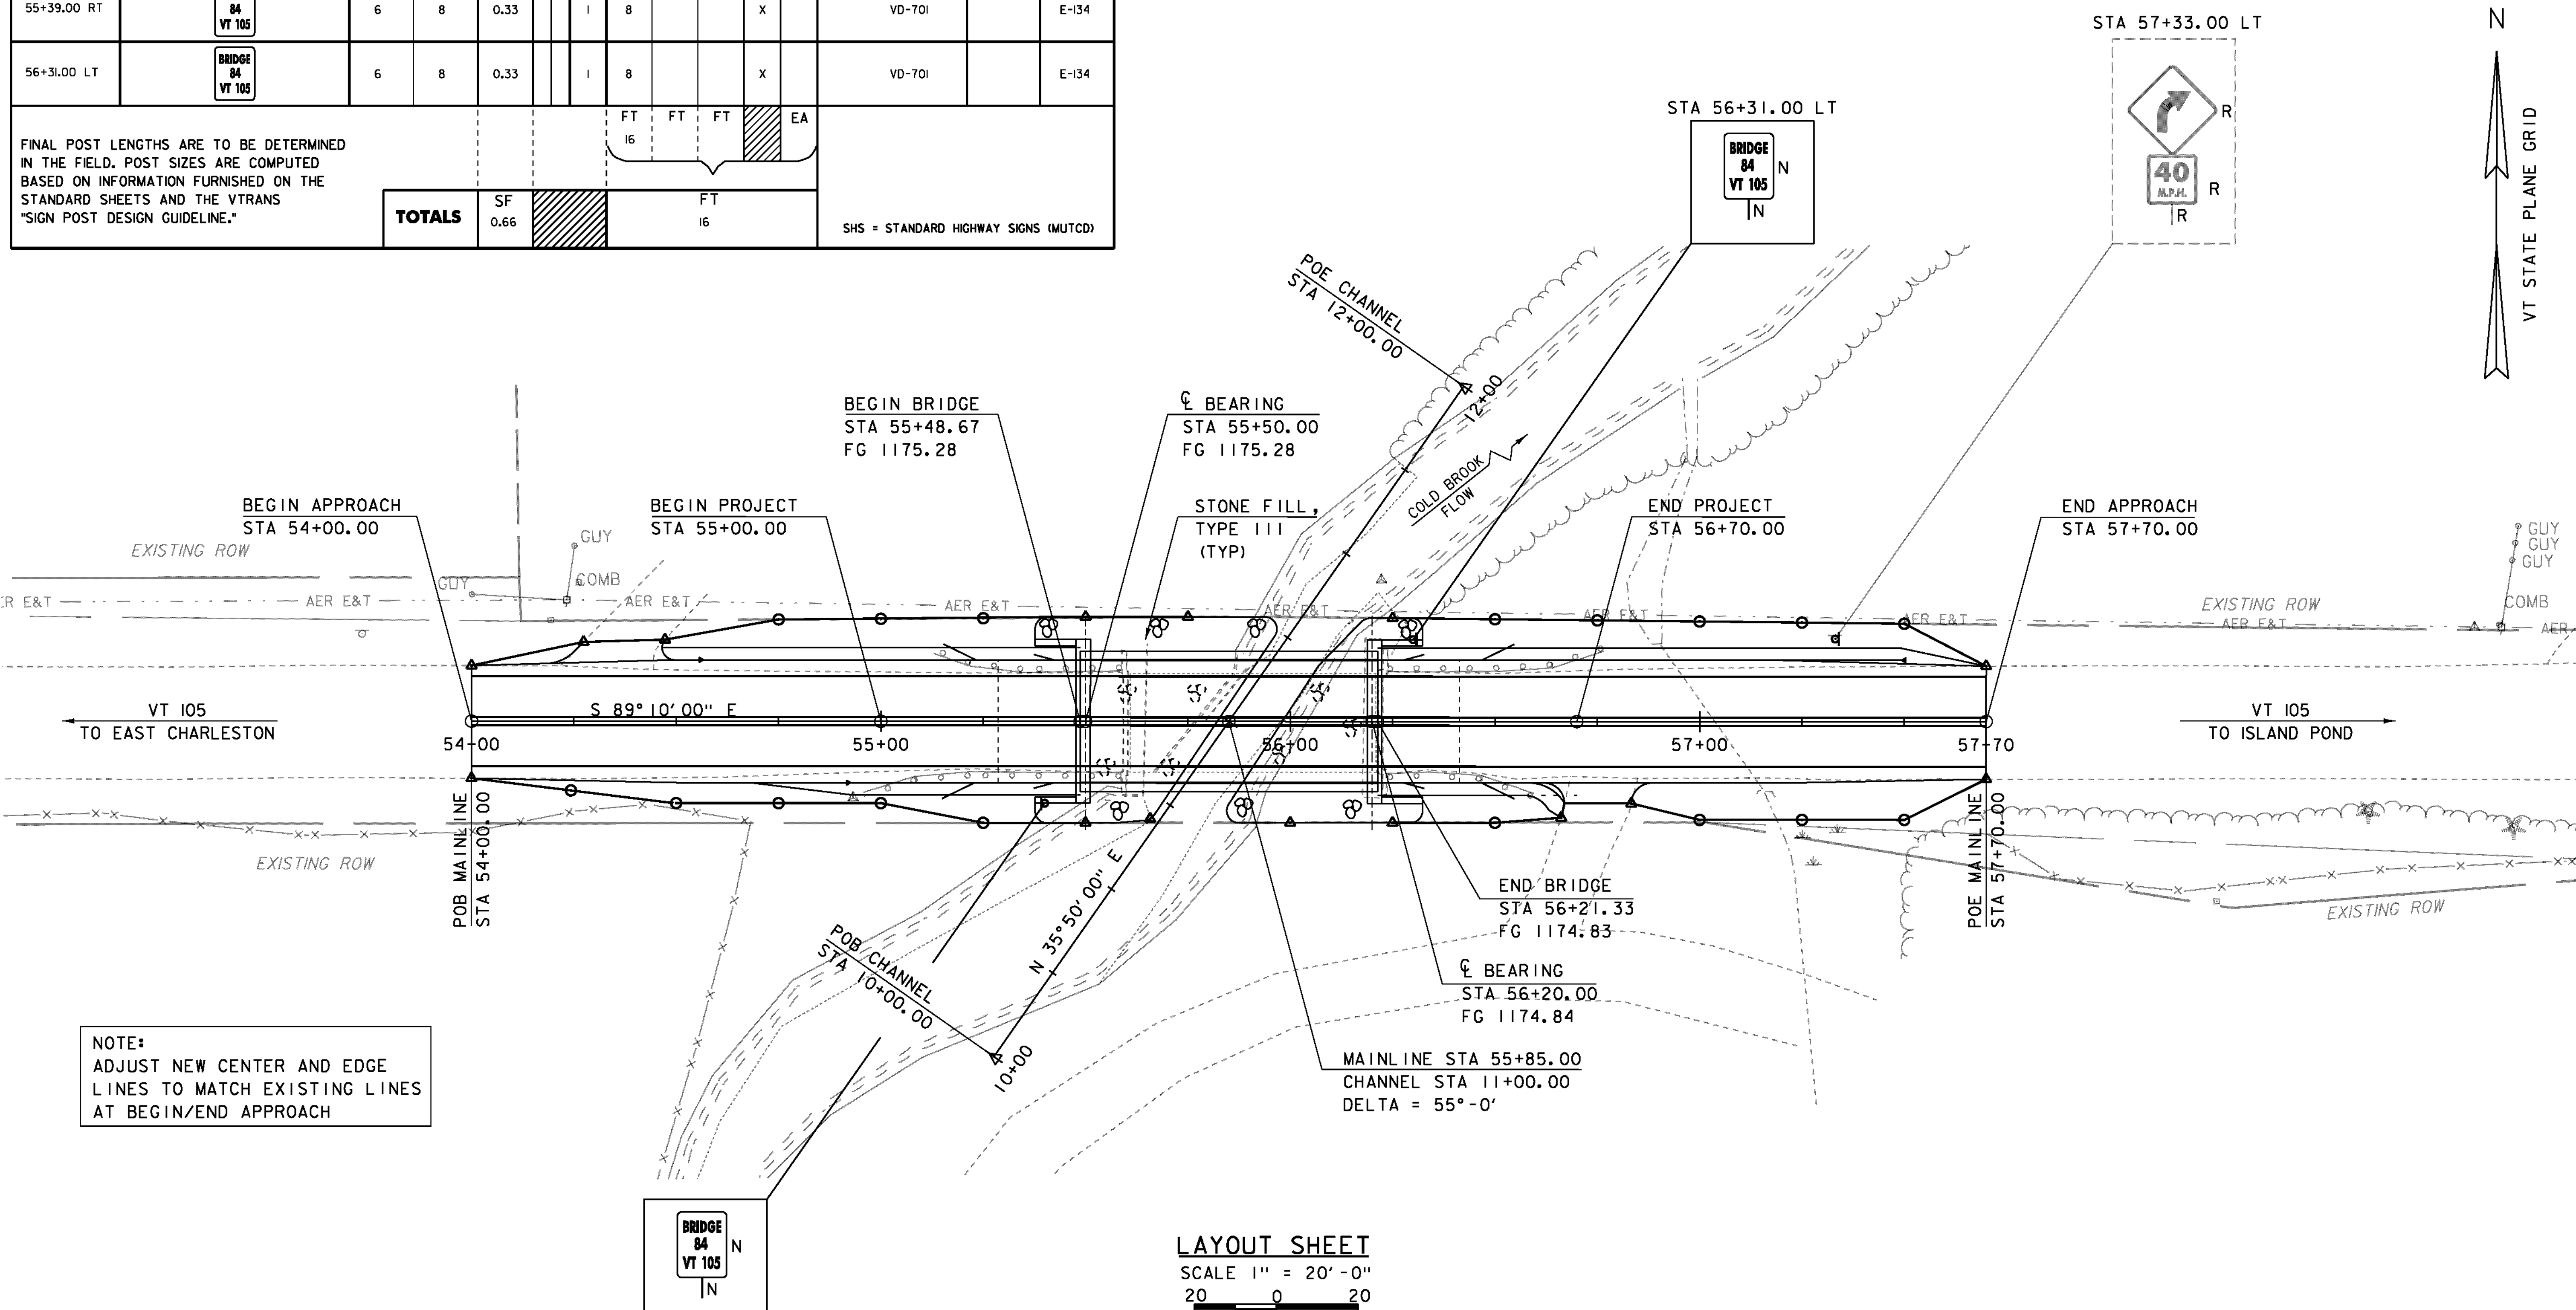 55+39.00 RT
84
VT 105
6 8 0.33 1 8 X VD-701 E-134
56+31.00 LT
BRIDGE
84
VT 105
6 8 0.33 1 8 X VD-701 E-134
FT FT FT EA
16
FINAL POST LENGTHS ARE TO BE DETERMINED
IN THE FIELD. POST SIZES ARE COMPUTED
BASED ON INFORMATION FURNISHED ON THE
STANDARD SHEETS AND THE VTRANS
"SIGN POST DESIGN GUIDELINE."
TOTALS
SF
0.66
FT
16
SHS = STANDARD HIGHWAY SIGNS (MUTCD)
STA 57+33.00 LT
R
40
M.P.H.
R
R
N
VT STATE PLANE GRID
STA 56+31.00 LT
BRIDGE
84
VT 105
N
N
POE CHANNEL
STA 12+00.00
12+00
COLD BROOK
FLOW
BEGIN BRIDGE
STA 55+48.67
FG 1175.28
℄ BEARING
STA 55+50.00
FG 1175.28
BEGIN APPROACH
STA 54+00.00
BEGIN PROJECT
STA 55+00.00
STONE FILL,
TYPE III
(TYP)
END PROJECT
STA 56+70.00
END APPROACH
STA 57+70.00
EXISTING ROW
GUY
GUY
COMB
GUY
GUY
GUY
COMB
EXISTING ROW
ER E&T
AER E&T
AER E&T
AER E&T
AER E&T
AER E&T
AER E&T
AER E&T
AER
VT 105
TO EAST CHARLESTON
S 89°10'00" E
54+00
55+00
56+00
57+00
57+70
VT 105
TO ISLAND POND
POB MAINLINE
STA 54+00.00
POE MAINLINE
STA 57+70.00
EXISTING ROW
EXISTING ROW
N 35°50'00" E
POB CHANNEL
STA 10+00.00
10+00
END BRIDGE
STA 56+21.33
FG 1174.83
℄ BEARING
STA 56+20.00
FG 1174.84
MAINLINE STA 55+85.00
CHANNEL STA 11+00.00
DELTA = 55°-0'
NOTE:
ADJUST NEW CENTER AND EDGE
LINES TO MATCH EXISTING LINES
AT BEGIN/END APPROACH
BRIDGE
84
VT 105
N
N
LAYOUT SHEET
SCALE 1" = 20'-0"
20 0 20